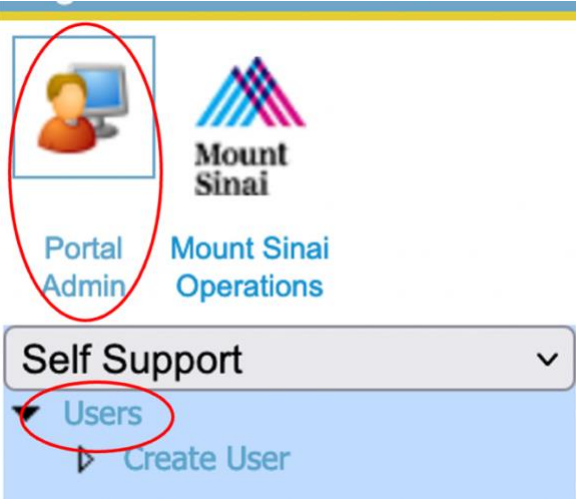 Mount
Sinai
Portal
Admin
Mount Sinai
Operations
Self Support
Users
Create User